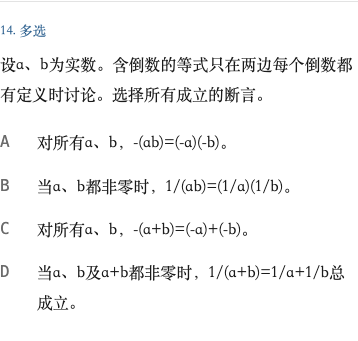 14. 多选
设a、b为实数。含倒数的等式只在两边每个倒数都
有定义时讨论。选择所有成立的断言。
A 对所有a、b，-(ab)=(-a)(-b)。
B 当a、b都非零时，1/(ab)=(1/a)(1/b)。
C 对所有a、b，-(a+b)=(-a)+(-b)。
D 当a、b及a+b都非零时，1/(a+b)=1/a+1/b总
成立。